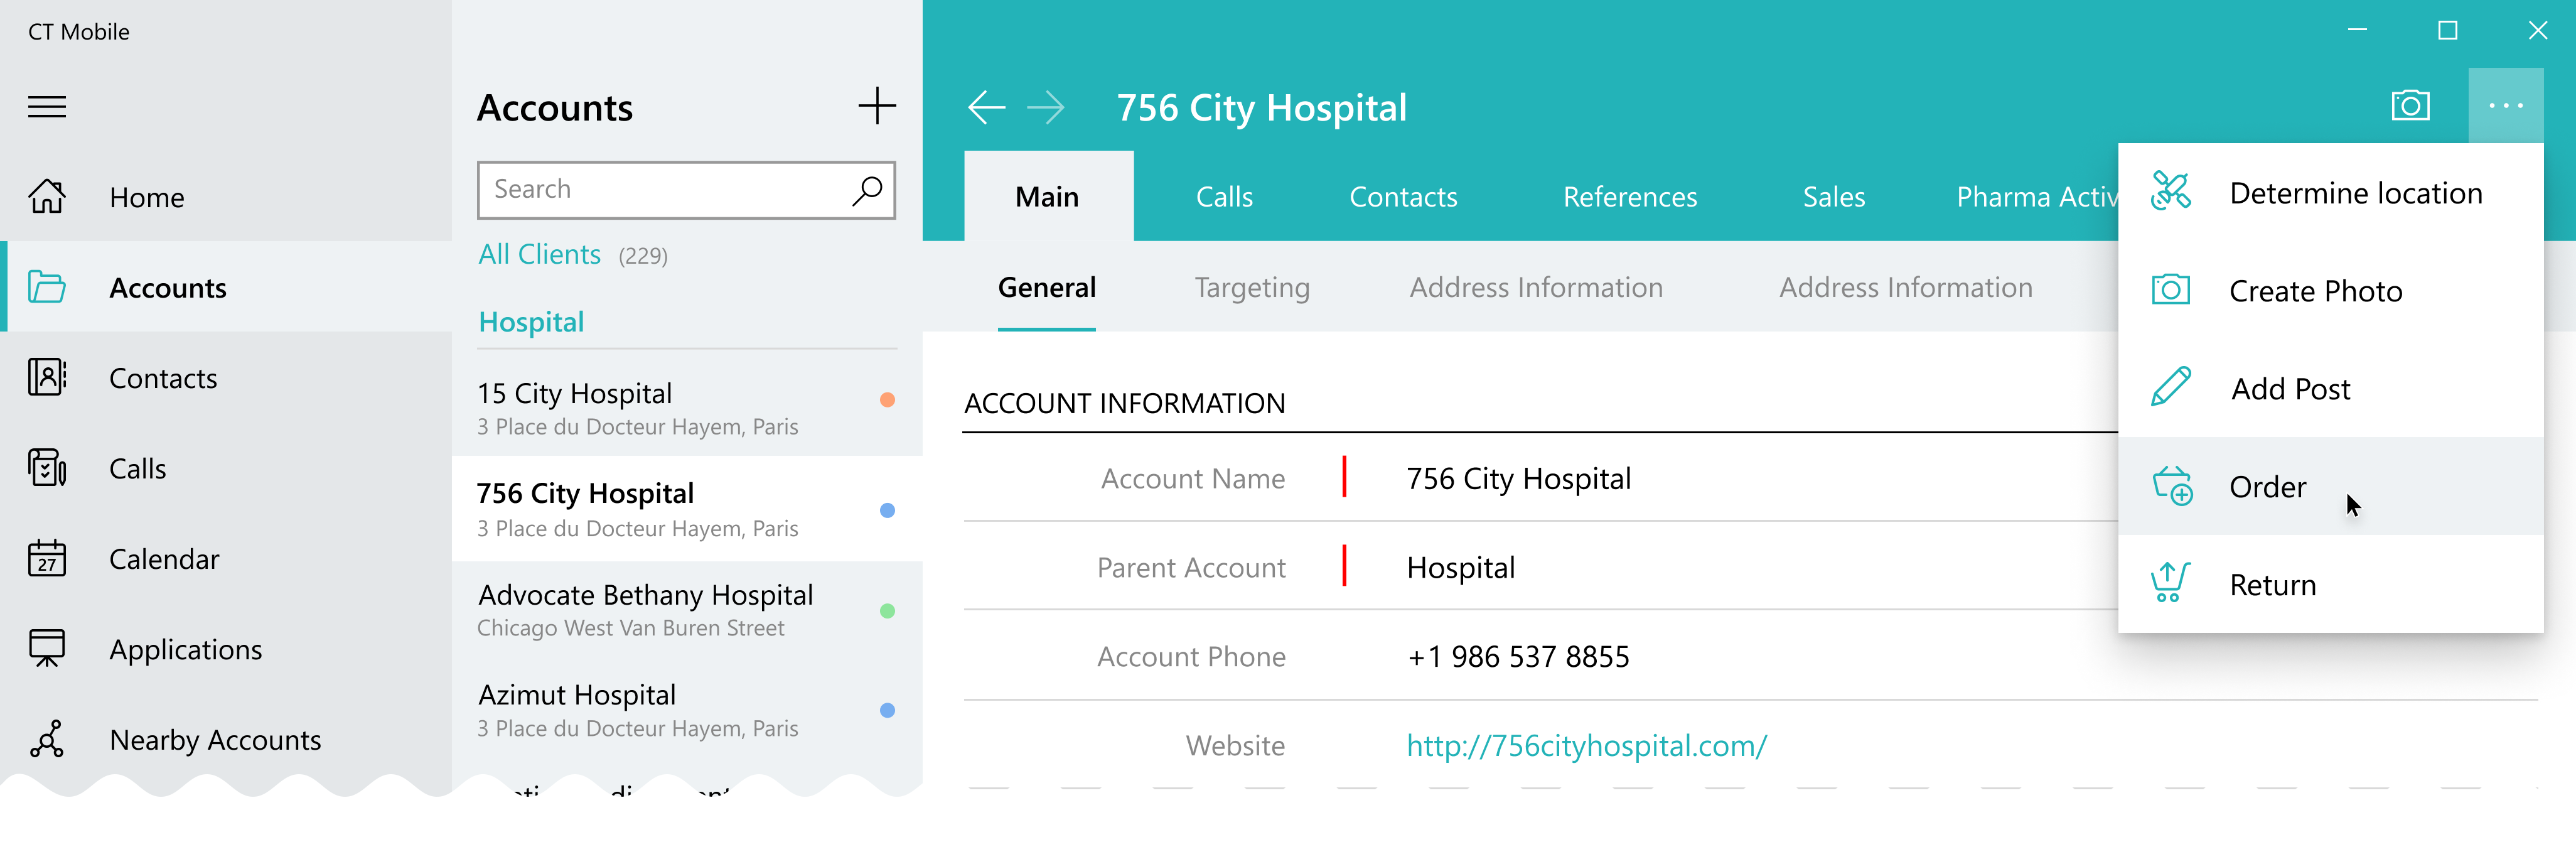 CT Mobile
Home
Accounts
Contacts
Calls
27
Calendar
Applications
Nearby Accounts
Accounts
Search
All Clients (229)
Hospital
15 City Hospital
3 Place du Docteur Hayem, Paris
756 City Hospital
3 Place du Docteur Hayem, Paris
Advocate Bethany Hospital
Chicago West Van Buren Street
Azimut Hospital
3 Place du Docteur Hayem, Paris
756 City Hospital
Main Calls Contacts References Sales Pharma Activ
General Targeting Address Information Address Information
ACCOUNT INFORMATION
Account Name 756 City Hospital
Parent Account Hospital
Account Phone +1 986 537 8855
Website http://756cityhospital.com/
Determine location
Create Photo
Add Post
Order
Return